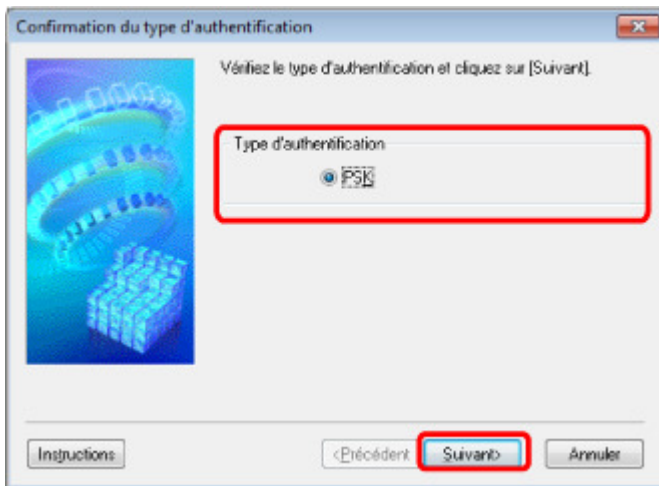 Confirmation du type d'authentification
Vérifiez le type d'authentification et cliquez sur [Suivant].
Type d'authentification
PSK
Instructions
<Précédent
Suivant>
Annuler